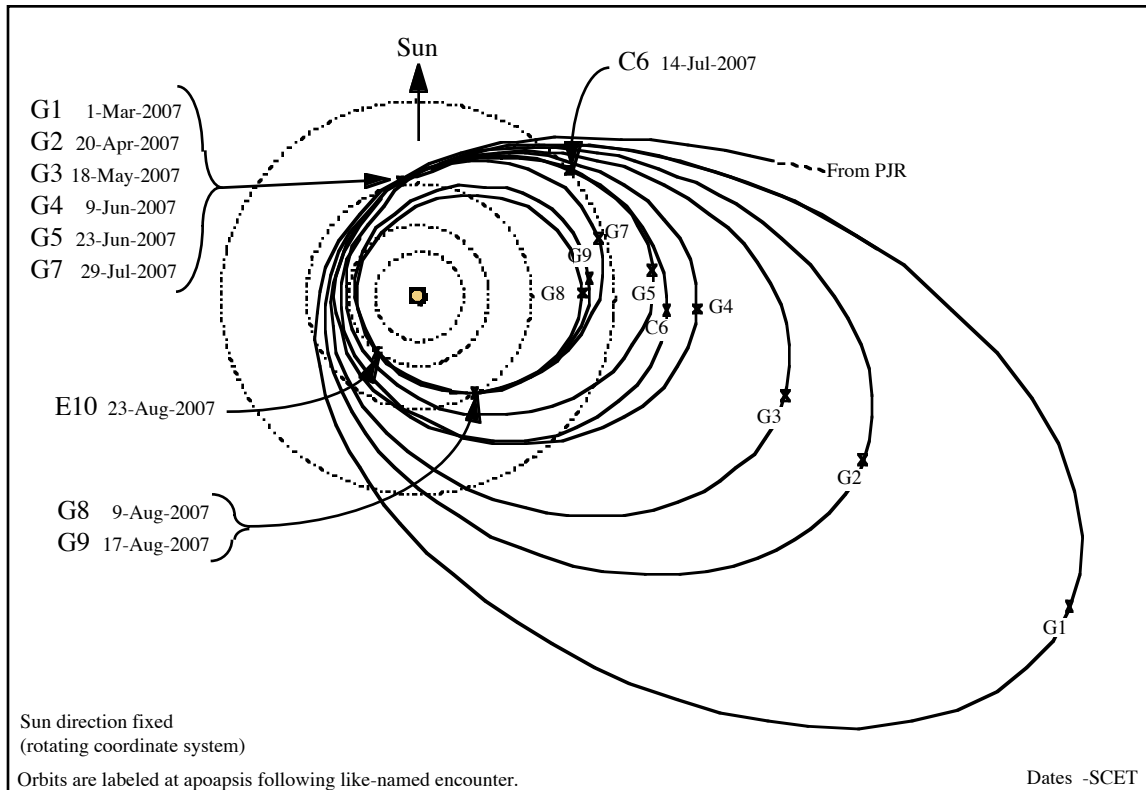 Sun
C6 14-Jul-2007
G1 1-Mar-2007
G2 20-Apr-2007
G3 18-May-2007
G4 9-Jun-2007
G5 23-Jun-2007
G7 29-Jul-2007
From PJR
G7
G9
G8
G5
G4
C6
G3
G2
G1
E10 23-Aug-2007
G8 9-Aug-2007
G9 17-Aug-2007
Sun direction fixed
(rotating coordinate system)
Orbits are labeled at apoapsis following like-named encounter.
Dates -SCET